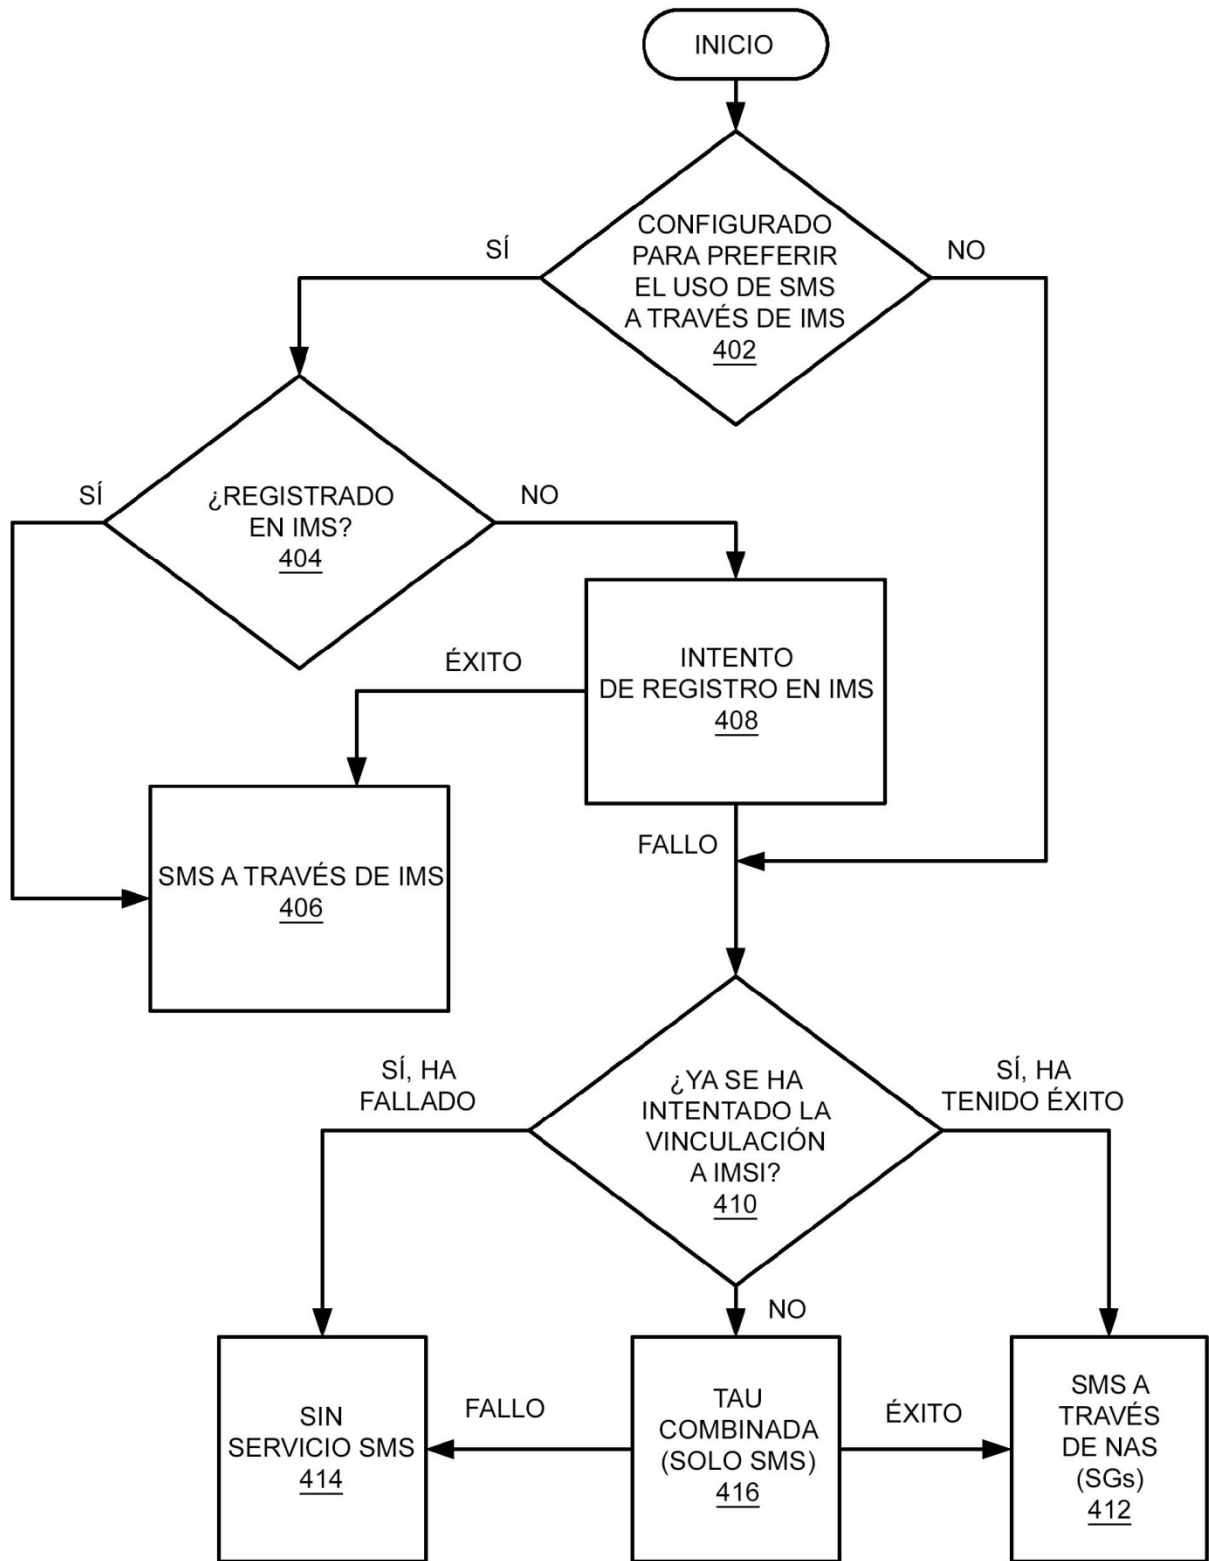 INICIO
CONFIGURADO
PARA PREFERIR
EL USO DE SMS
A TRAVÉS DE IMS
402
SÍ
NO
¿REGISTRADO
EN IMS?
404
SÍ
NO
INTENTO
DE REGISTRO EN IMS
408
ÉXITO
FALLO
SMS A TRAVÉS DE IMS
406
¿YA SE HA
INTENTADO LA
VINCULACIÓN
A IMSI?
410
SÍ, HA
FALLADO
SÍ, HA
TENIDO ÉXITO
NO
SIN
SERVICIO SMS
414
FALLO
TAU
COMBINADA
(SOLO SMS)
416
ÉXITO
SMS A
TRAVÉS
DE NAS
(SGs)
412